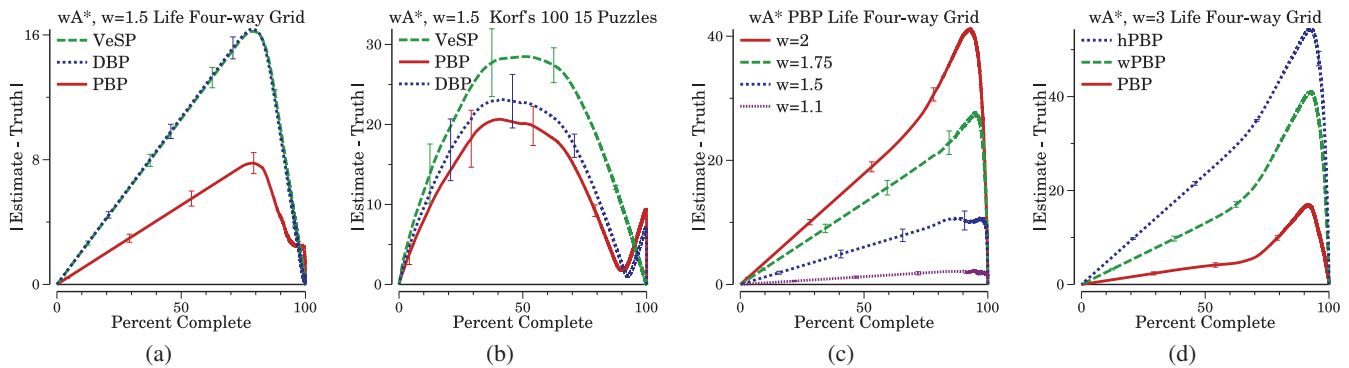 wA*, w=1.5 Life Four-way Grid
VeSP
DBP
PBP
16
8
0
| Estimate - Truth |
0 50 100
Percent Complete
(a)
wA*, w=1.5 Korf's 100 15 Puzzles
VeSP
PBP
DBP
30
20
10
0
| Estimate - Truth |
0 50 100
Percent Complete
(b)
wA* PBP Life Four-way Grid
w=2
w=1.75
w=1.5
w=1.1
40
20
0
| Estimate - Truth |
0 50 100
Percent Complete
(c)
wA*, w=3 Life Four-way Grid
hPBP
wPBP
PBP
40
20
0
| Estimate - Truth |
0 50 100
Percent Complete
(d)